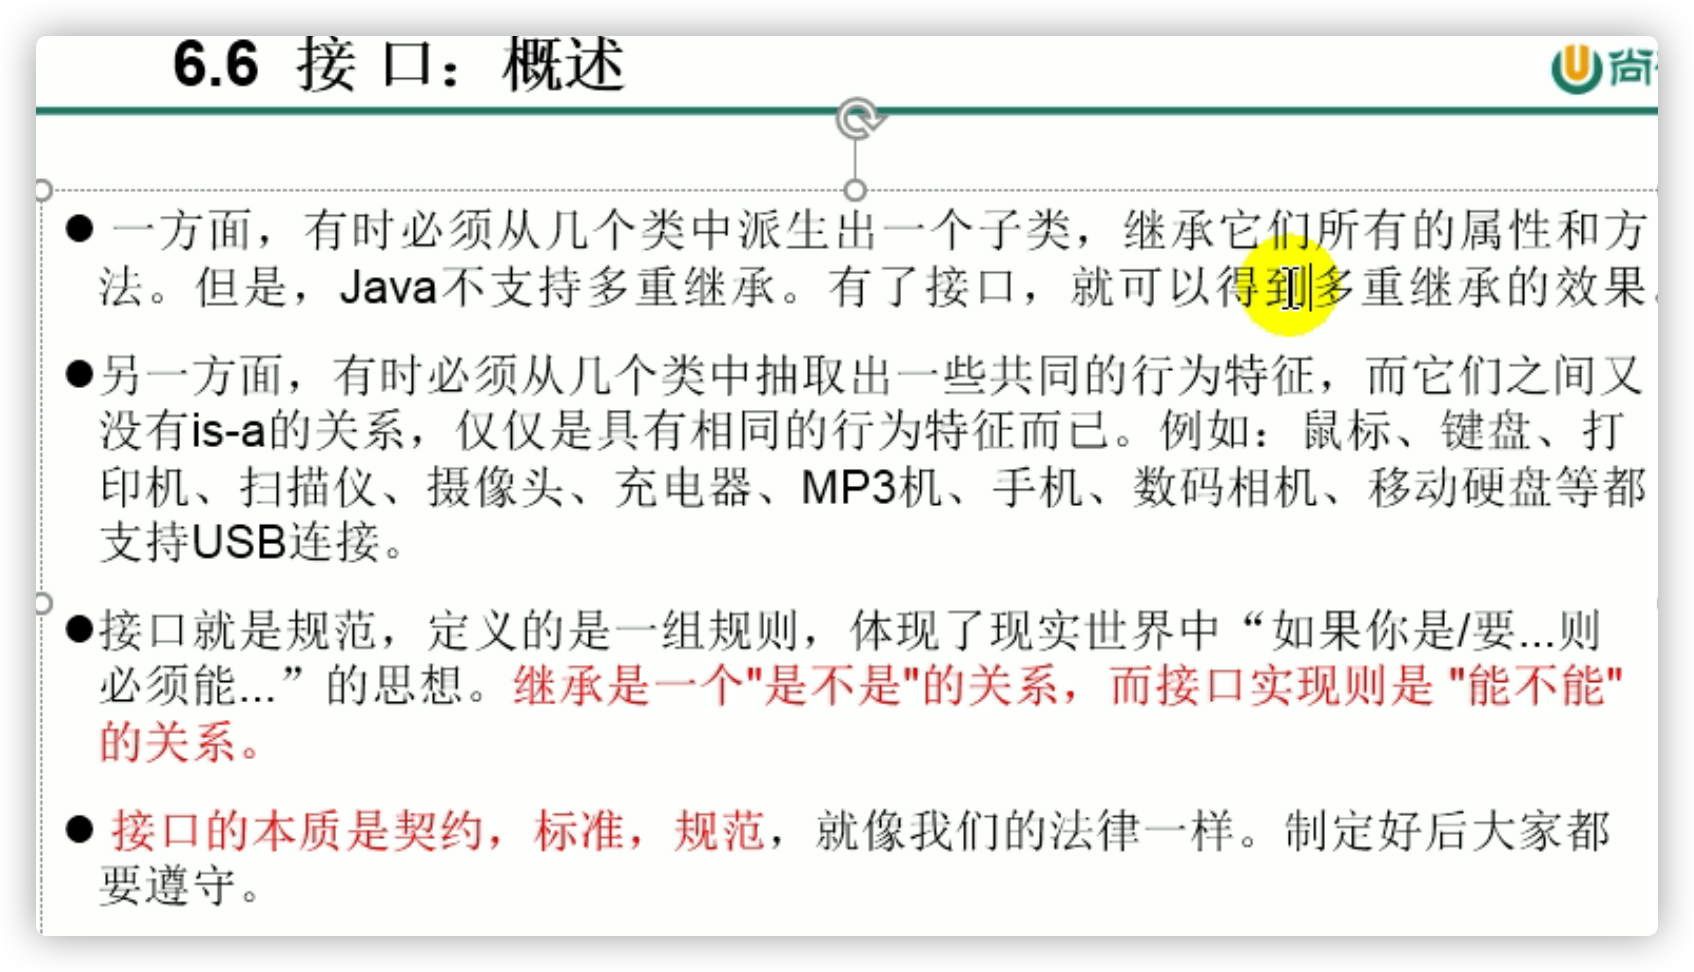 6.6 接 口：概述
尚
● 一方面，有时必须从几个类中派生出一个子类，继承它们所有的属性和方
法。但是，Java不支持多重继承。有了接口，就可以得到多重继承的效果。
●另一方面，有时必须从几个类中抽取出一些共同的行为特征，而它们之间又
没有is-a的关系，仅仅是具有相同的行为特征而已。例如：鼠标、键盘、打
印机、扫描仪、摄像头、充电器、MP3机、手机、数码相机、移动硬盘等都
支持USB连接。
●接口就是规范，定义的是一组规则，体现了现实世界中“如果你是/要...则
必须能...”的思想。继承是一个"是不是"的关系，而接口实现则是 "能不能"
的关系。
● 接口的本质是契约，标准，规范，就像我们的法律一样。制定好后大家都
要遵守。